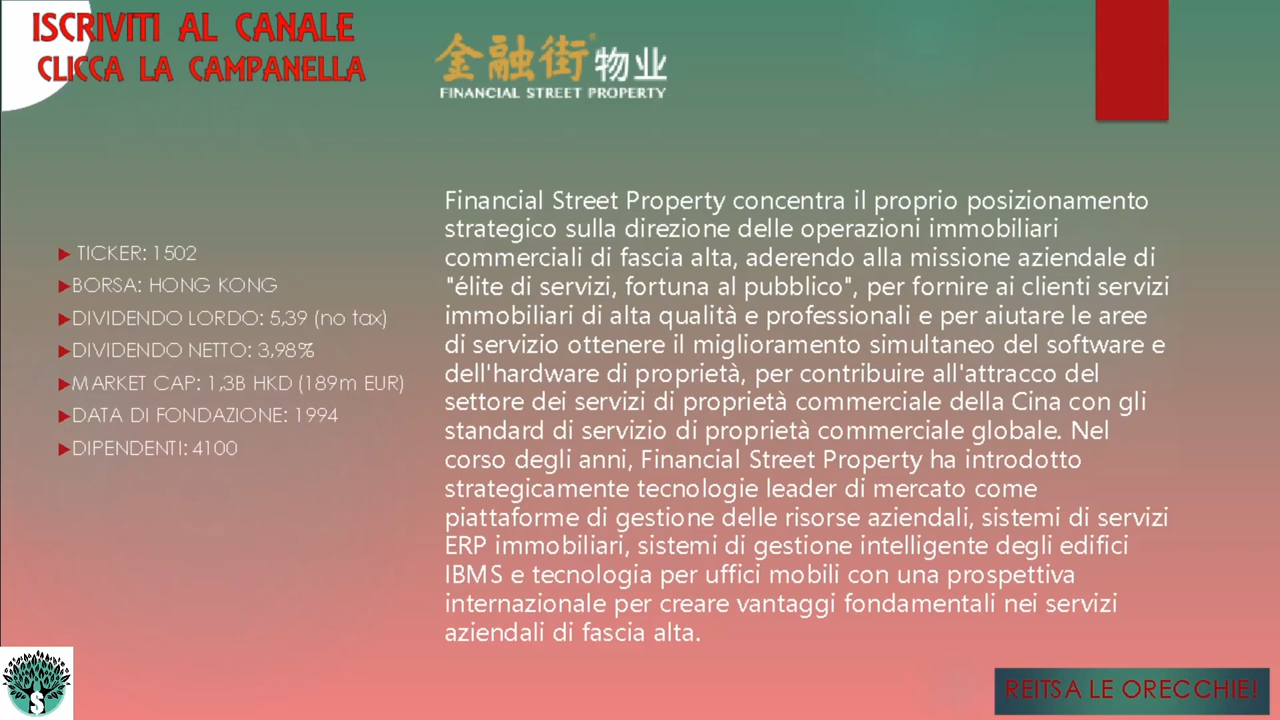 ISCRIVITI AL CANALE
CLICCA LA CAMPANELLA
金融街物业
FINANCIAL STREET PROPERTY
TICKER: 1502
BORSA: HONG KONG
DIVIDENDO LORDO: 5,39 (no tax)
DIVIDENDO NETTO: 3,98%
MARKET CAP: 1,3B HKD (189m EUR)
DATA DI FONDAZIONE: 1994
DIPENDENTI: 4100
Financial Street Property concentra il proprio posizionamento
strategico sulla direzione delle operazioni immobiliari
commerciali di fascia alta, aderendo alla missione aziendale di
"élite di servizi, fortuna al pubblico", per fornire ai clienti servizi
immobiliari di alta qualità e professionali e per aiutare le aree
di servizio ottenere il miglioramento simultaneo del software e
dell'hardware di proprietà, per contribuire all'attracco del
settore dei servizi di proprietà commerciale della Cina con gli
standard di servizio di proprietà commerciale globale. Nel
corso degli anni, Financial Street Property ha introdotto
strategicamente tecnologie leader di mercato come
piattaforme di gestione delle risorse aziendali, sistemi di servizi
ERP immobiliari, sistemi di gestione intelligente degli edifici
IBMS e tecnologia per uffici mobili con una prospettiva
internazionale per creare vantaggi fondamentali nei servizi
aziendali di fascia alta.
$
REITSA LE ORECCHIE!